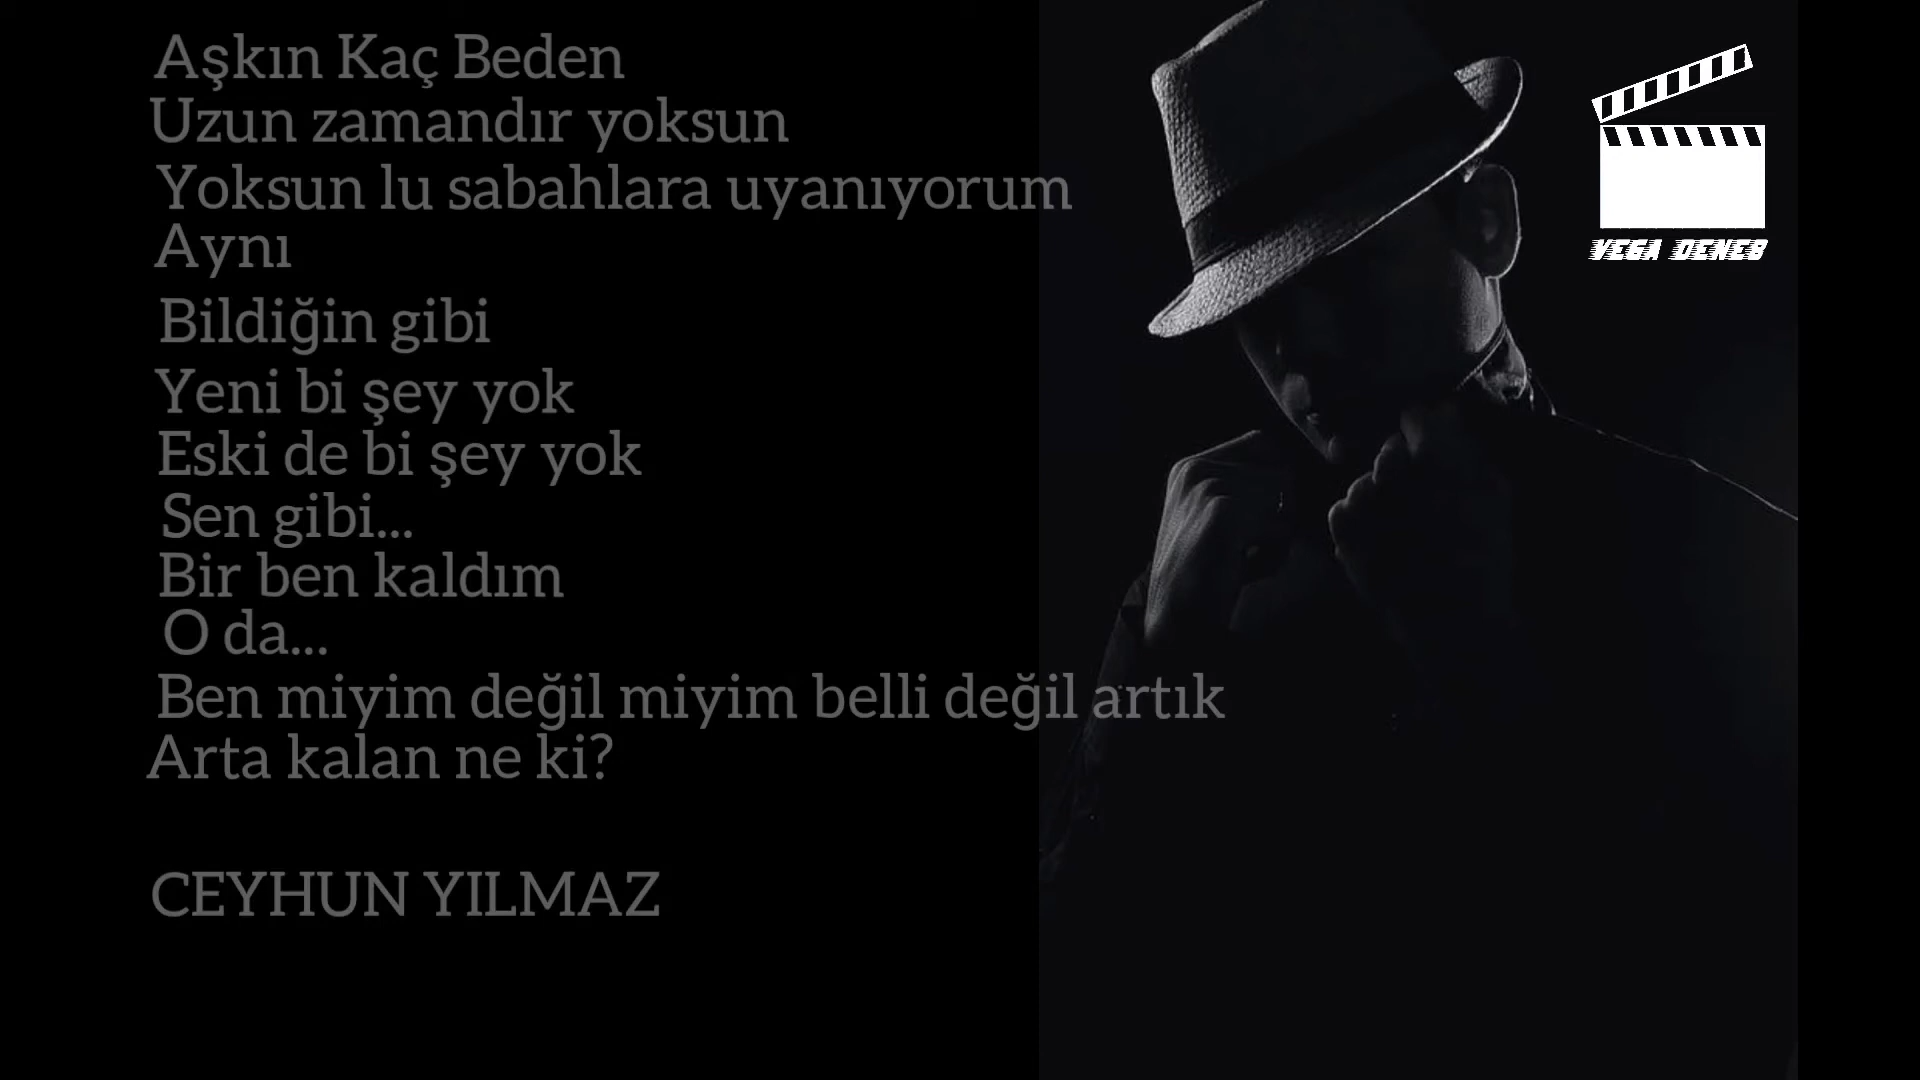 Aşkın Kaç Beden
Uzun zamandır yoksun
Yoksun lu sabahlara uyanıyorum
Aynı
Bildiğin gibi
Yeni bi şey yok
Eski de bi şey yok
Sen gibi...
Bir ben kaldım
O da...
Ben miyim değil miyim belli değil artık
Arta kalan ne ki?
CEYHUN YILMAZ
VEGA DENEB